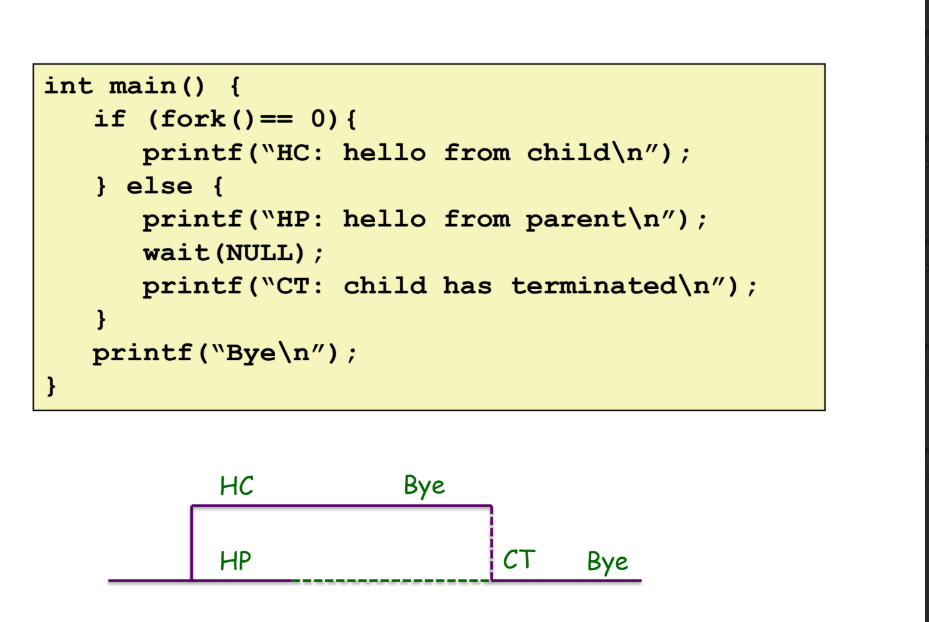 int main() {
if (fork()== 0){
printf(“HC: hello from child\n”);
} else {
printf(“HP: hello from parent\n”);
wait(NULL);
printf(“CT: child has terminated\n”);
}
printf(“Bye\n”);
}
HC Bye
HP CT Bye